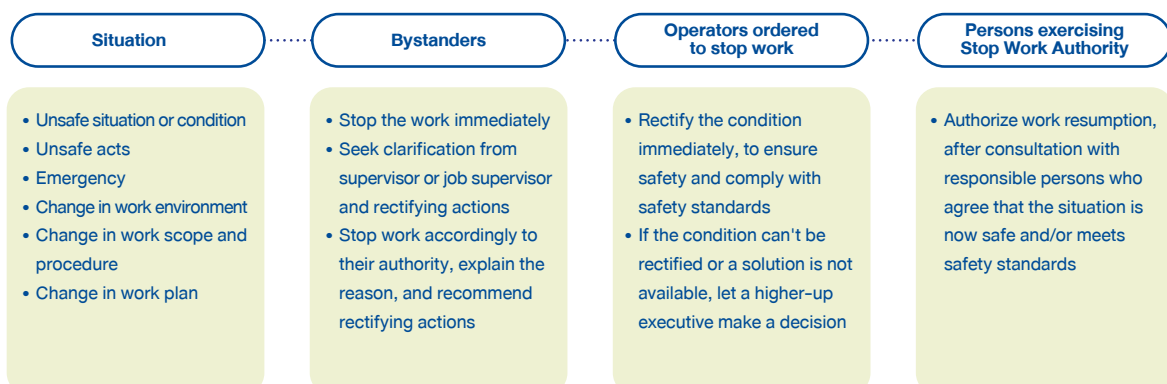 Situation
Bystanders
Operators ordered
to stop work
Persons exercising
Stop Work Authority
• Unsafe situation or condition
• Unsafe acts
• Emergency
• Change in work environment
• Change in work scope and
procedure
• Change in work plan
• Stop the work immediately
• Seek clarification from
supervisor or job supervisor
and rectifying actions
• Stop work accordingly to
their authority, explain the
reason, and recommend
rectifying actions
• Rectify the condition
immediately, to ensure
safety and comply with
safety standards
• If the condition can't be
rectified or a solution is not
available, let a higher-up
executive make a decision
• Authorize work resumption,
after consultation with
responsible persons who
agree that the situation is
now safe and/or meets
safety standards